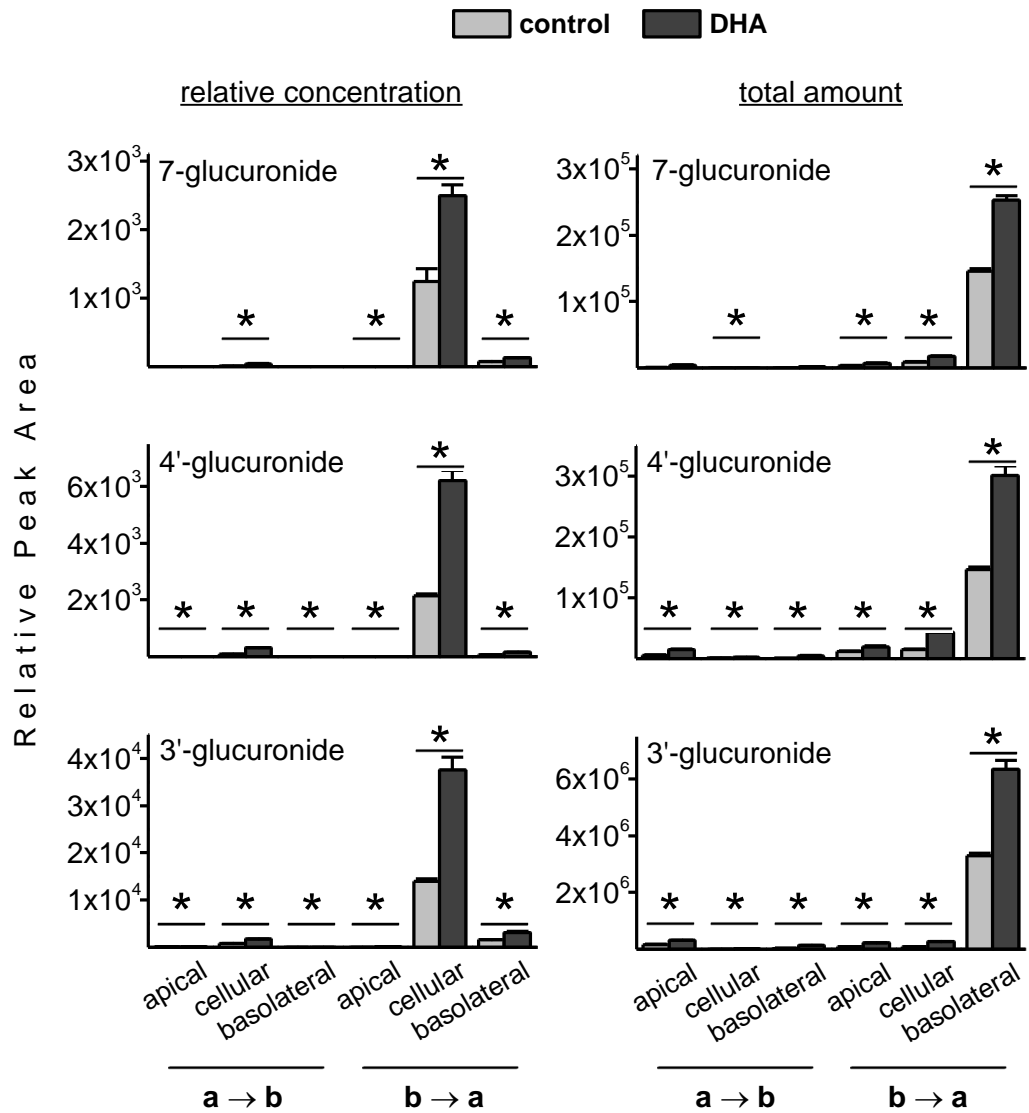 control DHA
relative concentration total amount
Relative Peak Area
7-glucuronide
3x10³
2x10³
1x10³
* * * *
7-glucuronide
3x10⁵
2x10⁵
1x10⁵
* * * *
4'-glucuronide
6x10³
4x10³
2x10³
* * * * * *
4'-glucuronide
3x10⁵
2x10⁵
1x10⁵
* * * * * *
3'-glucuronide
4x10⁴
3x10⁴
2x10⁴
1x10⁴
* * * * * *
3'-glucuronide
6x10⁶
4x10⁶
2x10⁶
* * * * * *
apical cellular basolateral apical cellular basolateral
a → b b → a
apical cellular basolateral apical cellular basolateral
a → b b → a